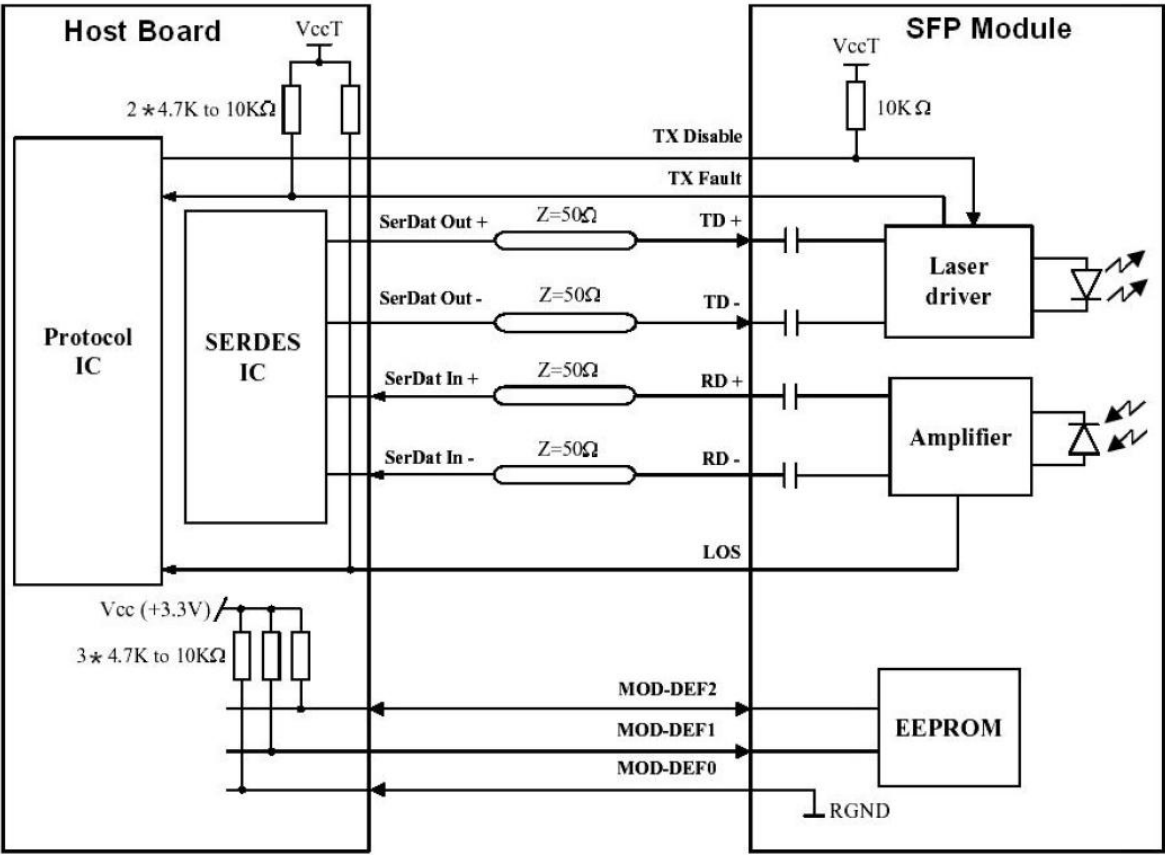 Host Board
SFP Module
VccT
VccT
2*4.7K to 10KΩ
10KΩ
TX Disable
TX Fault
SerDat Out +
Z=50Ω
TD +
Laser
driver
SerDat Out -
Z=50Ω
TD -
Protocol
IC
SERDES
IC
SerDat In +
Z=50Ω
RD +
Amplifier
SerDat In -
Z=50Ω
RD -
LOS
Vcc (+3.3V)
3*4.7K to 10KΩ
MOD-DEF2
MOD-DEF1
EEPROM
MOD-DEF0
RGND